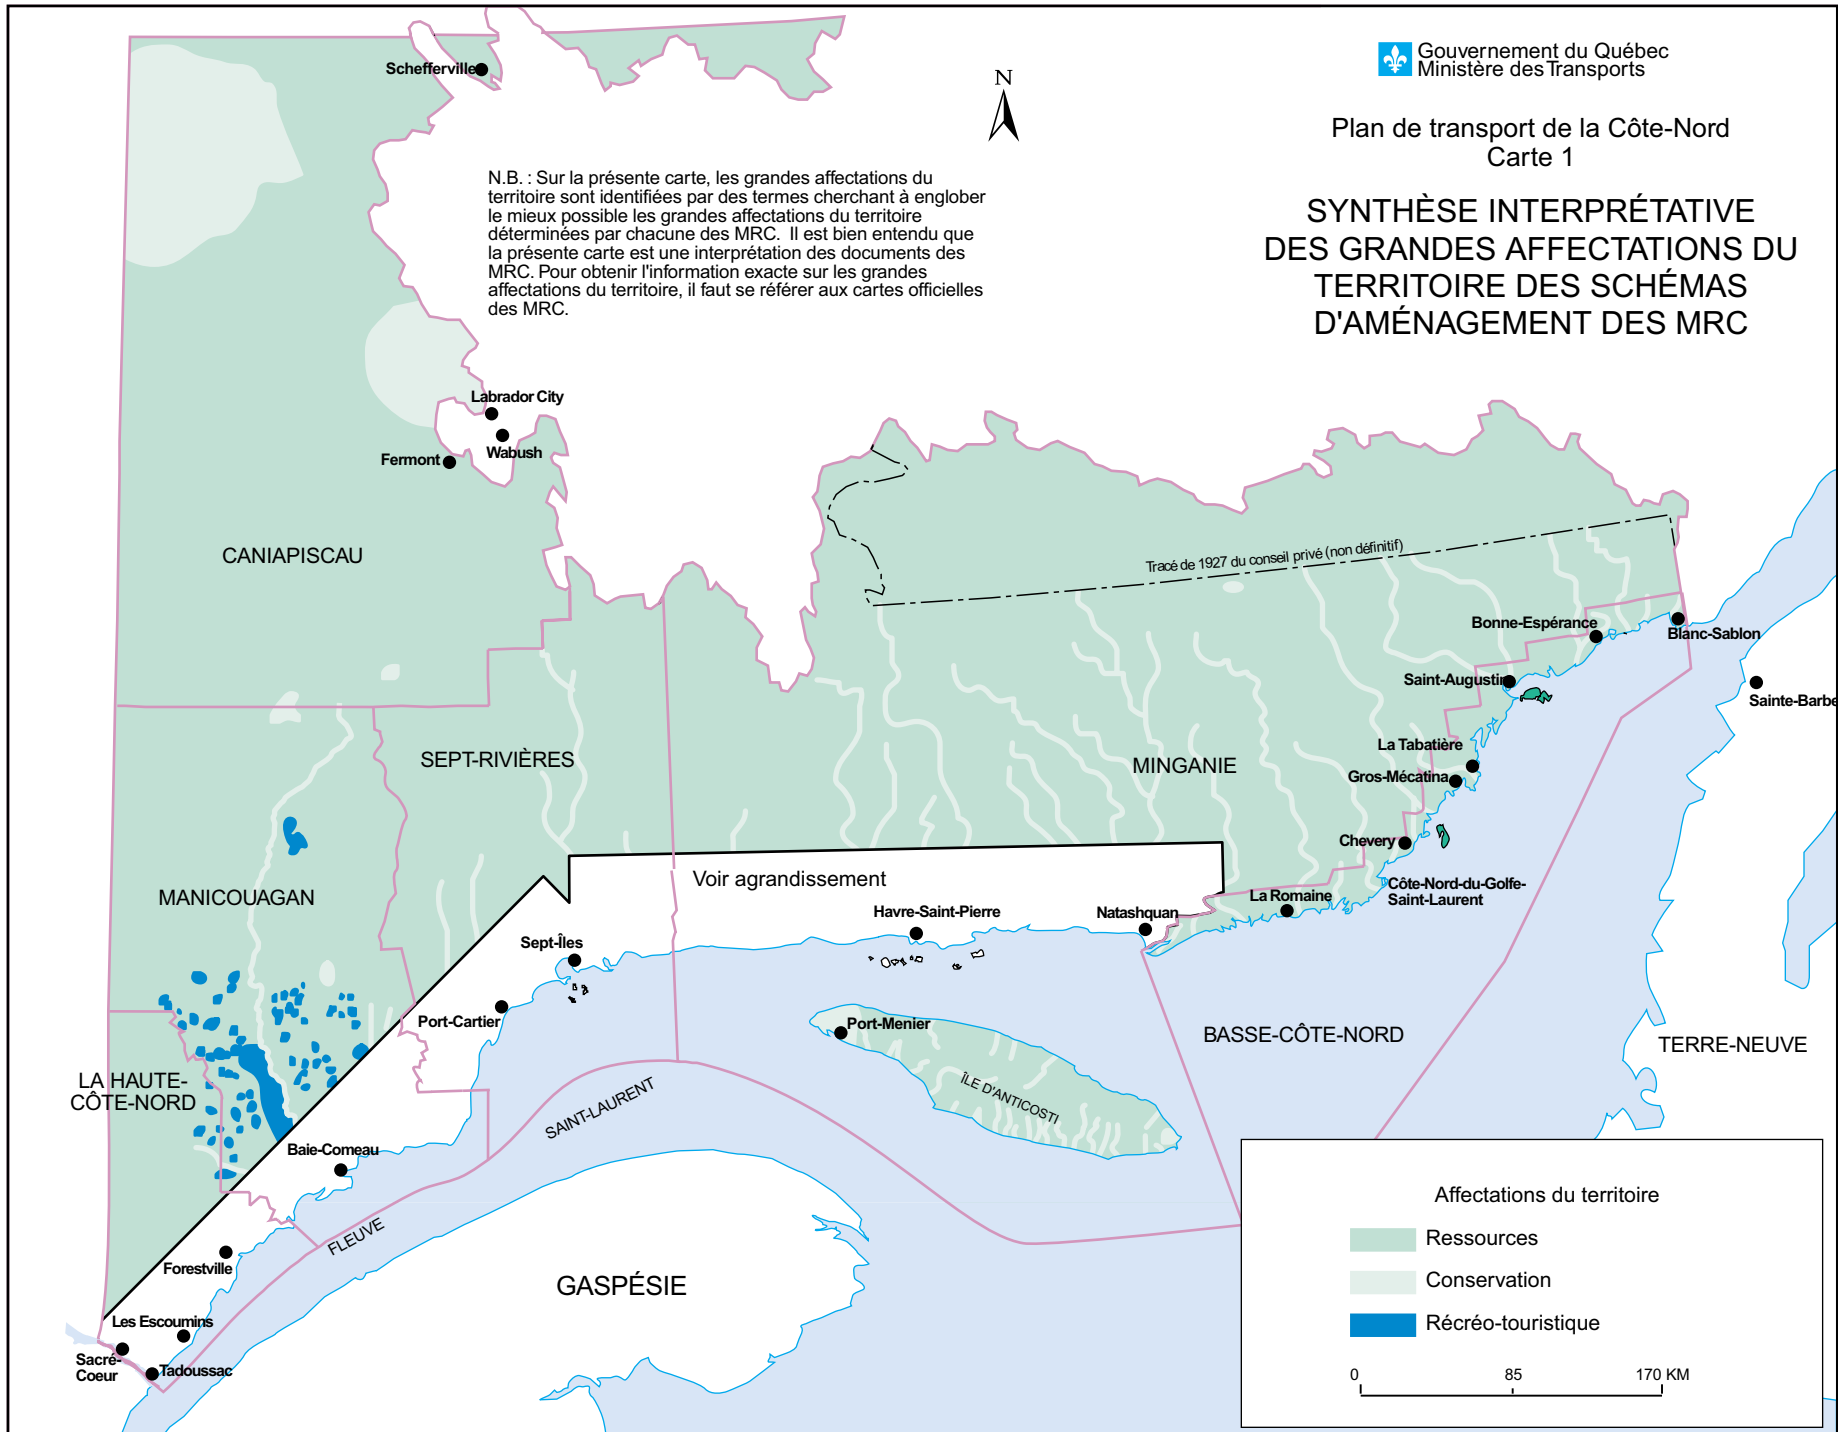 Gouvernement du Québec
Ministère des Transports
Plan de transport de la Côte-Nord
Carte 1
SYNTHÈSE INTERPRÉTATIVE
DES GRANDES AFFECTATIONS DU
TERRITOIRE DES SCHÉMAS
D'AMÉNAGEMENT DES MRC
N
N.B. : Sur la présente carte, les grandes affectations du
territoire sont identifiées par des termes cherchant à englober
le mieux possible les grandes affectations du territoire
déterminées par chacune des MRC. Il est bien entendu que
la présente carte est une interprétation des documents des
MRC. Pour obtenir l'information exacte sur les grandes
affectations du territoire, il faut se référer aux cartes officielles
des MRC.
Schefferville
Labrador City
Wabush
Fermont
CANIAPISCAU
Tracé de 1927 du conseil privé (non définitif)
Bonne-Espérance
Blanc-Sablon
Saint-Augustin
Sainte-Barbe
La Tabatière
Gros-Mécatina
SEPT-RIVIÈRES
MINGANIE
Chevery
Côte-Nord-du-Golfe-
Saint-Laurent
La Romaine
Voir agrandissement
MANICOUAGAN
Havre-Saint-Pierre
Natashquan
Sept-Îles
Port-Cartier
Port-Menier
BASSE-CÔTE-NORD
TERRE-NEUVE
LA HAUTE-
CÔTE-NORD
ÎLE D'ANTICOSTI
SAINT-LAURENT
Baie-Comeau
FLEUVE
Forestville
GASPÉSIE
Les Escoumins
Sacré-
Coeur
Tadoussac
Affectations du territoire
Ressources
Conservation
Récréo-touristique
0 85 170 KM